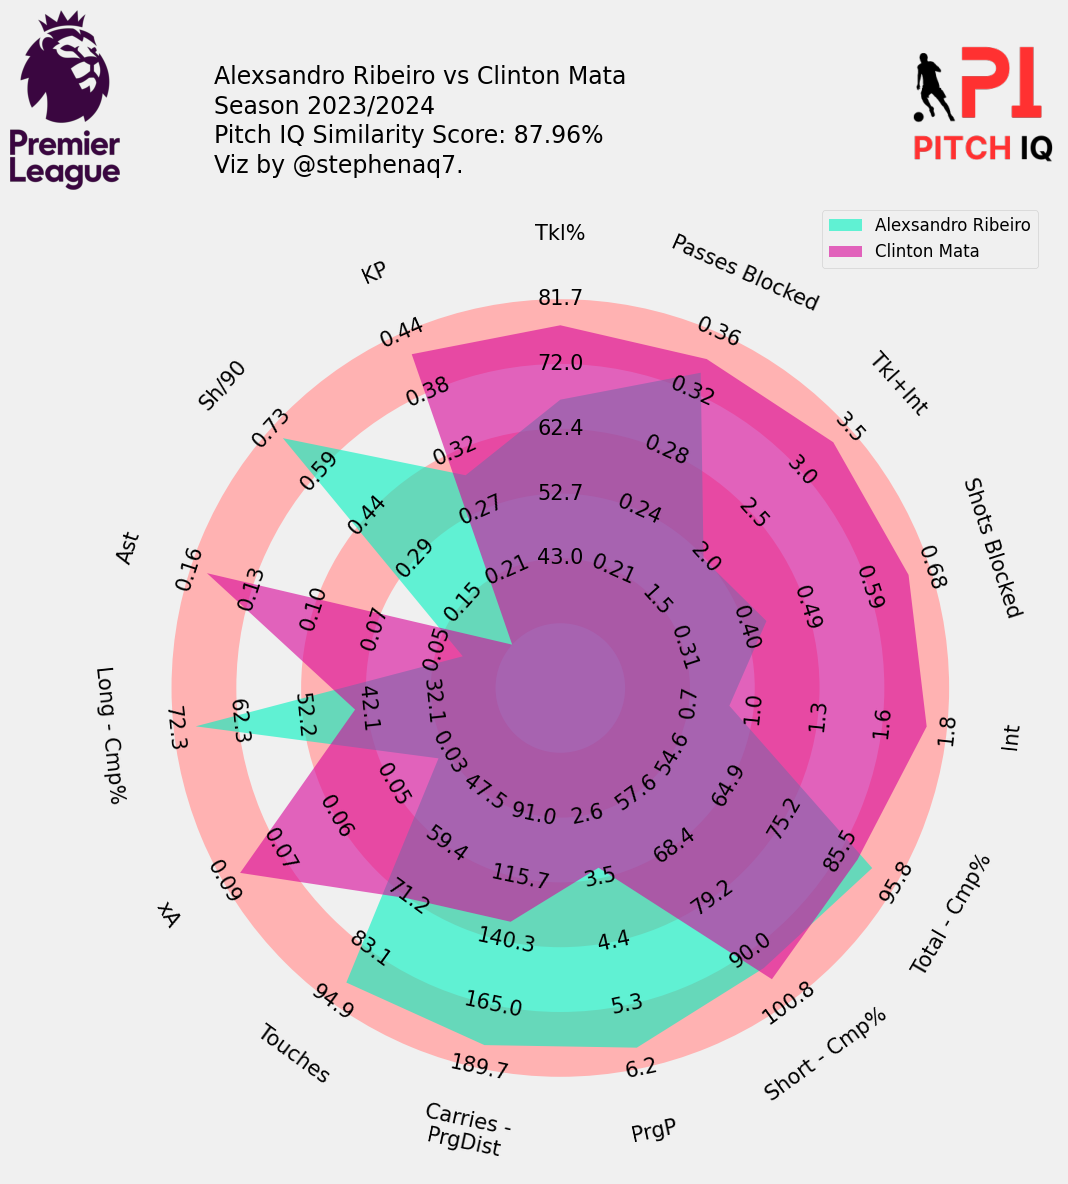 Premier
League
Alexsandro Ribeiro vs Clinton Mata
Season 2023/2024
Pitch IQ Similarity Score: 87.96%
Viz by @stephenaq7.
PI
PITCH IQ
Alexsandro Ribeiro
Clinton Mata
Tkl%
81.7
72.0
62.4
52.7
43.0
Passes Blocked
0.36
0.32
0.28
0.24
0.21
Tkl+Int
3.5
3.0
2.5
2.0
1.5
Shots Blocked
0.68
0.59
0.49
0.40
0.31
Int
1.8
1.6
1.3
1.0
0.7
Total - Cmp%
95.8
85.5
75.2
64.9
54.6
Short - Cmp%
100.8
90.0
79.2
68.4
57.6
PrgP
6.2
5.3
4.4
3.5
2.6
Carries -
PrgDist
189.7
165.0
140.3
115.7
91.0
Touches
94.9
83.1
71.2
59.4
47.5
xA
0.09
0.07
0.06
0.05
0.03
Long - Cmp%
72.3
62.3
52.2
42.1
32.1
Ast
0.16
0.13
0.10
0.07
0.05
Sh/90
0.73
0.59
0.44
0.29
0.15
KP
0.44
0.38
0.32
0.27
0.21